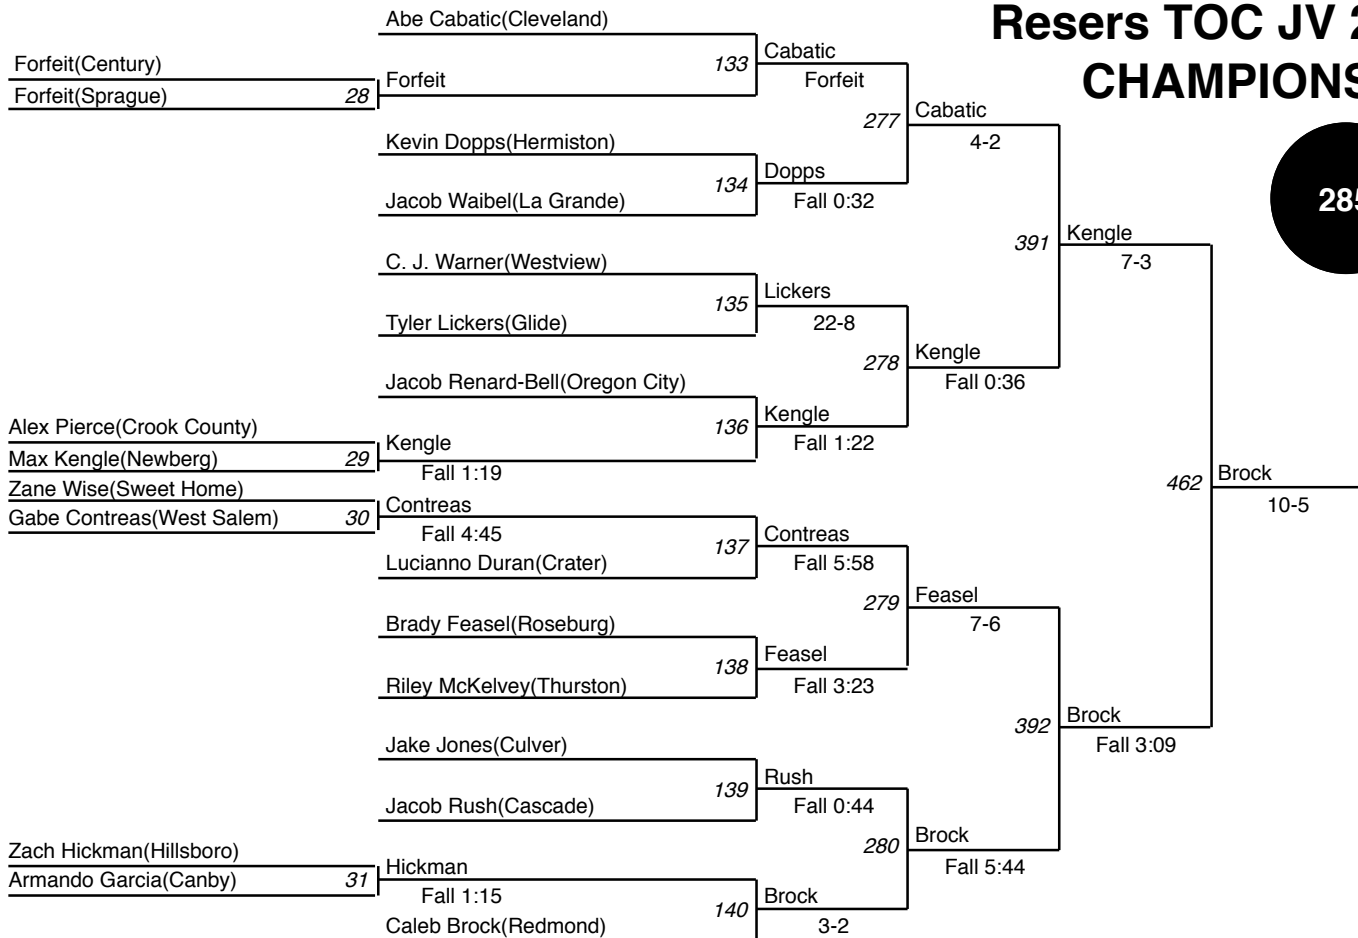 Resers TOC JV
CHAMPIONS
Abe Cabatic(Cleveland)
Forfeit(Century)
Forfeit(Sprague)
28
Forfeit
133
Cabatic
Forfeit
277
Cabatic
4-2
Kevin Dopps(Hermiston)
134
Dopps
Fall 0:32
Jacob Waibel(La Grande)
391
Kengle
7-3
C. J. Warner(Westview)
135
Lickers
22-8
Tyler Lickers(Glide)
278
Kengle
Fall 0:36
Jacob Renard-Bell(Oregon City)
136
Kengle
Fall 1:22
Alex Pierce(Crook County)
Max Kengle(Newberg)
29
Kengle
Fall 1:19
Zane Wise(Sweet Home)
Gabe Contreas(West Salem)
30
Contreas
Fall 4:45
462
Brock
10-5
137
Contreas
Fall 5:58
Lucianno Duran(Crater)
279
Feasel
7-6
Brady Feasel(Roseburg)
138
Feasel
Fall 3:23
Riley McKelvey(Thurston)
392
Brock
Fall 3:09
Jake Jones(Culver)
139
Rush
Fall 0:44
Jacob Rush(Cascade)
280
Brock
Fall 5:44
Zach Hickman(Hillsboro)
Armando Garcia(Canby)
31
Hickman
Fall 1:15
140
Brock
3-2
Caleb Brock(Redmond)